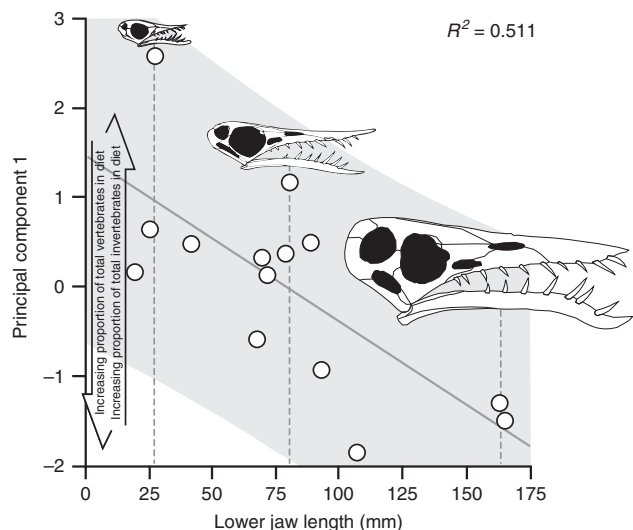 3
R² = 0.511
2
1
0
−1
−2
Principal component 1
Increasing proportion of total vertebrates in diet
Increasing proportion of total invertebrates in diet
0 25 50 75 100 125 150 175
Lower jaw length (mm)